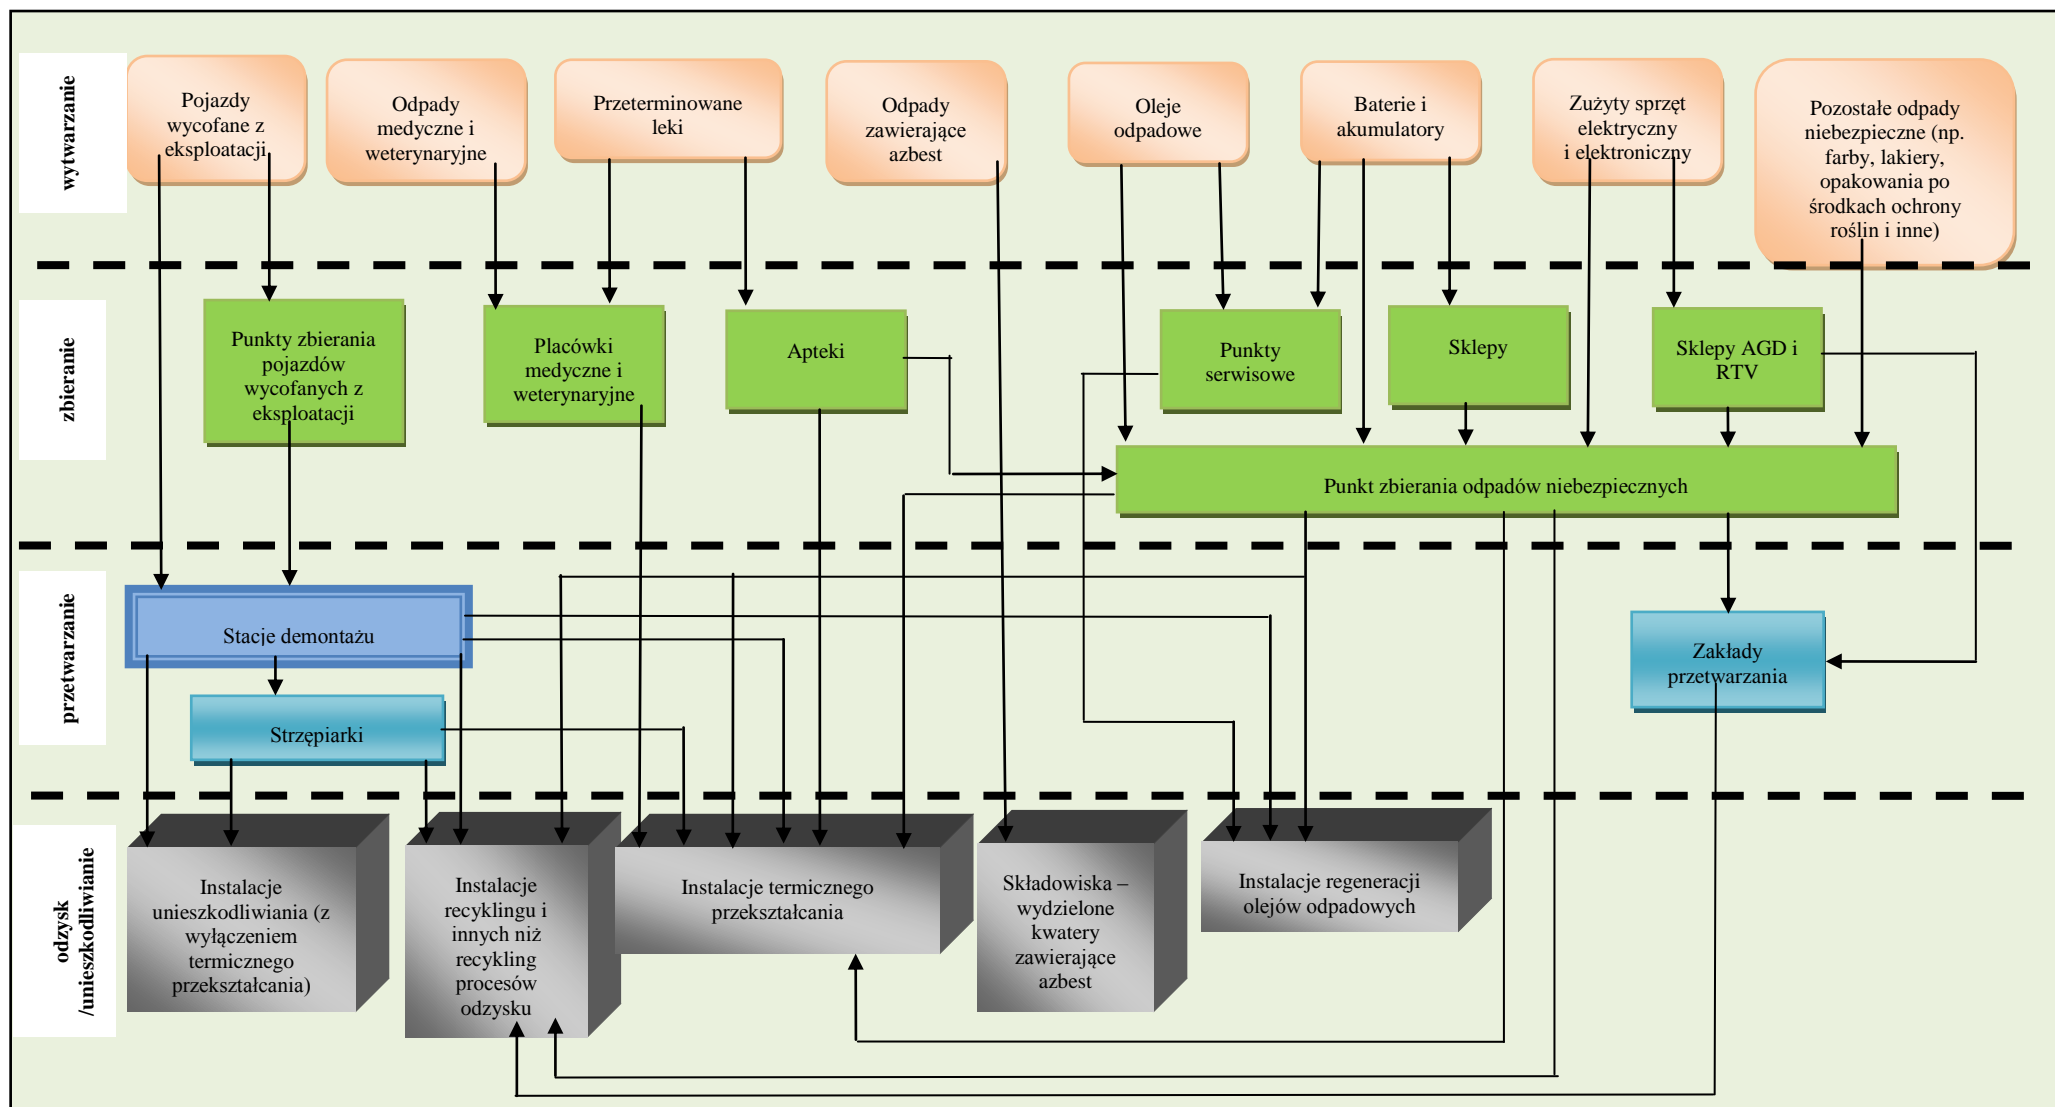 wytwarzanie
Pojazdy
wycofane z
eksploatacji
Odpady
medyczne i
weterynaryjne
Przeterminowane
leki
Odpady
zawierające
azbest
Oleje
odpadowe
Baterie i
akumulatory
Zużyty sprzęt
elektryczny
i elektroniczny
Pozostałe odpady
niebezpieczne (np.
farby, lakiery,
opakowania po
środkach ochrony
roślin i inne)
zbieranie
Punkty zbierania
pojazdów
wycofanych z
eksploatacji
Placówki
medyczne i
weterynaryjne
Apteki
Punkty
serwisowe
Sklepy
Sklepy AGD i
RTV
Punkt zbierania odpadów niebezpiecznych
przetwarzanie
Stacje demontażu
Strzępiarki
Zakłady
przetwarzania
odzysk
/unieszkodliwianie
Instalacje
unieszkodliwiania (z
wyłączeniem
termicznego
przekształcania)
Instalacje
recyklingu i
innych niż
recykling
procesów
odzysku
Instalacje termicznego
przekształcania
Składowiska –
wydzielone
kwatery
zawierające
azbest
Instalacje regeneracji
olejów odpadowych